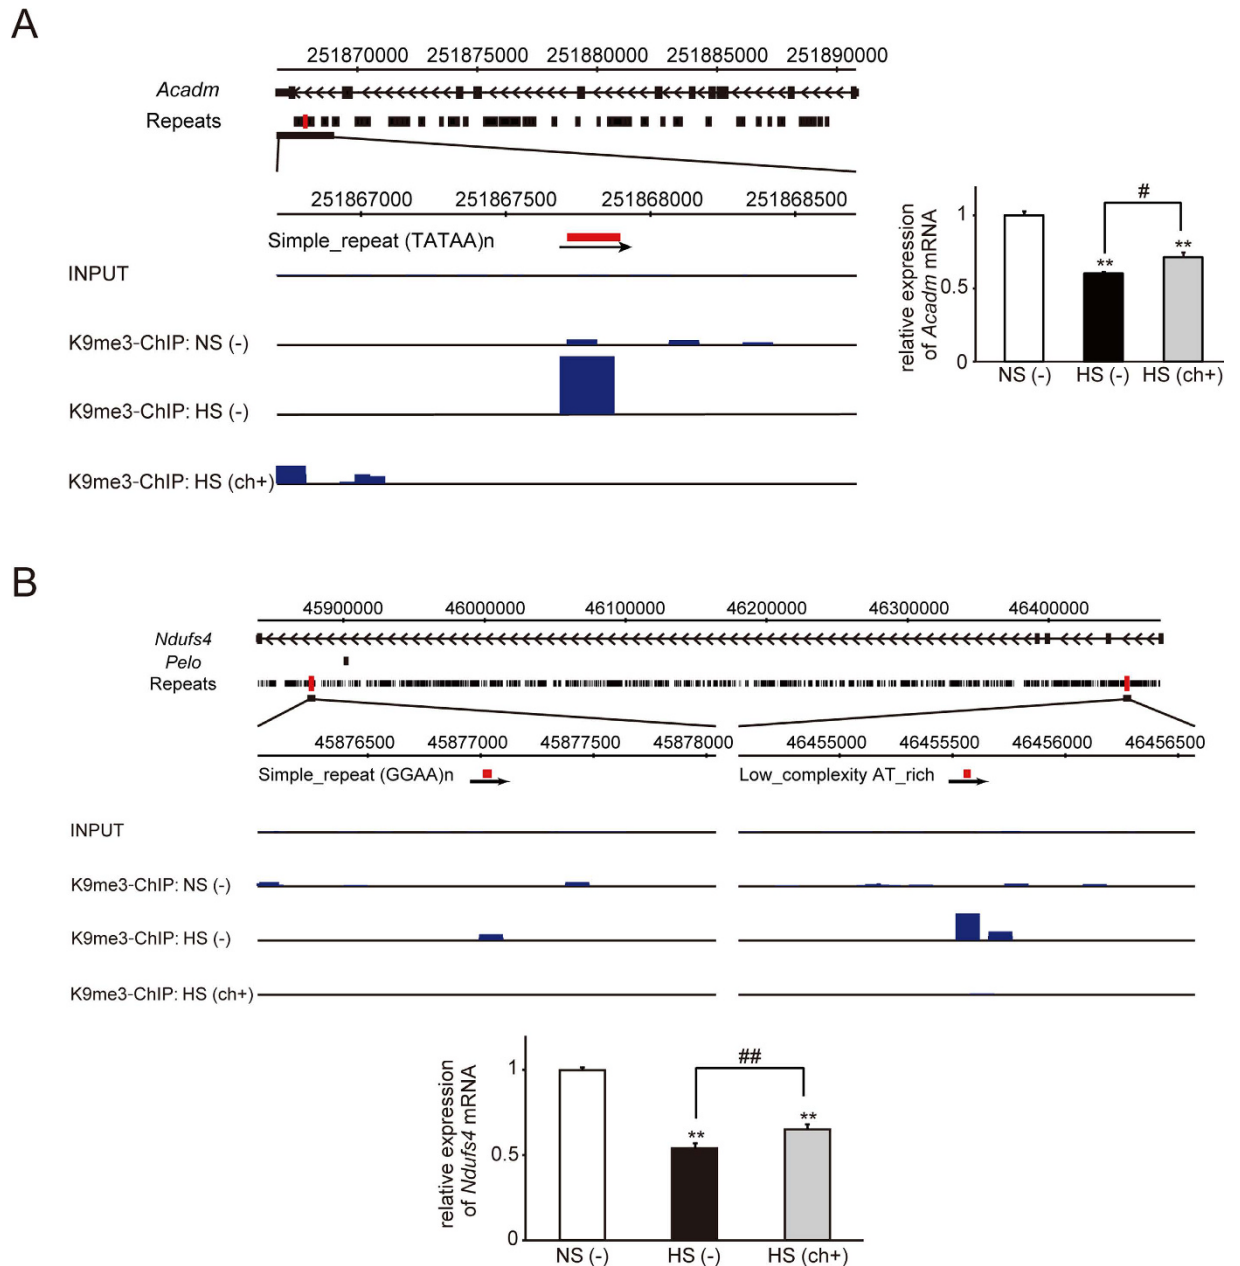 A
251870000 251875000 251880000 251885000 251890000
Acadm
Repeats
251867000 251867500 251868000 251868500
Simple_repeat (TATAA)n
INPUT
K9me3-ChIP: NS (-)
K9me3-ChIP: HS (-)
K9me3-ChIP: HS (ch+)
relative expression
of Acadm mRNA
1
0.5
0
#
**
**
NS (-) HS (-) HS (ch+)
B
45900000 46000000 46100000 46200000 46300000 46400000
Ndufs4
Pelo
Repeats
45876500 45877000 45877500 45878000 46455000 46455500 46456000 46456500
Simple_repeat (GGAA)n Low_complexity AT_rich
INPUT
K9me3-ChIP: NS (-)
K9me3-ChIP: HS (-)
K9me3-ChIP: HS (ch+)
relative expression
of Ndufs4 mRNA
1
0.5
0
##
**
**
NS (-) HS (-) HS (ch+)